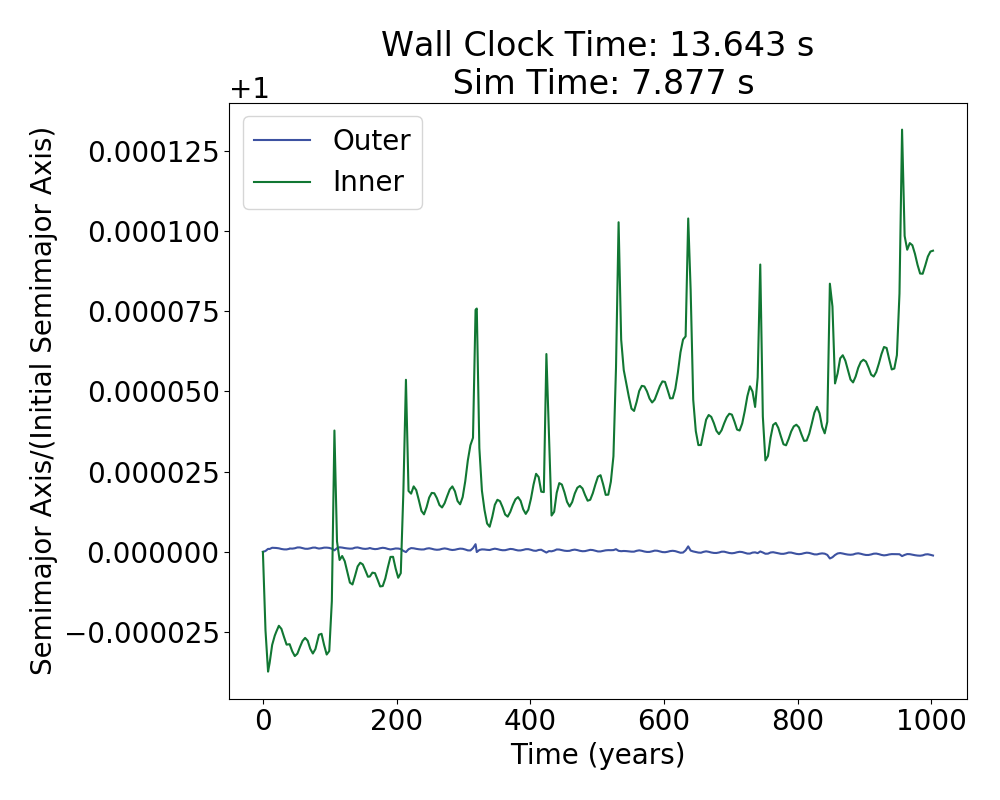 Wall Clock Time: 13.643 s
Sim Time: 7.877 s
+1
Outer
Inner
0.000125
0.000100
0.000075
0.000050
0.000025
0.000000
−0.000025
Semimajor Axis/(Initial Semimajor Axis)
0 200 400 600 800 1000
Time (years)